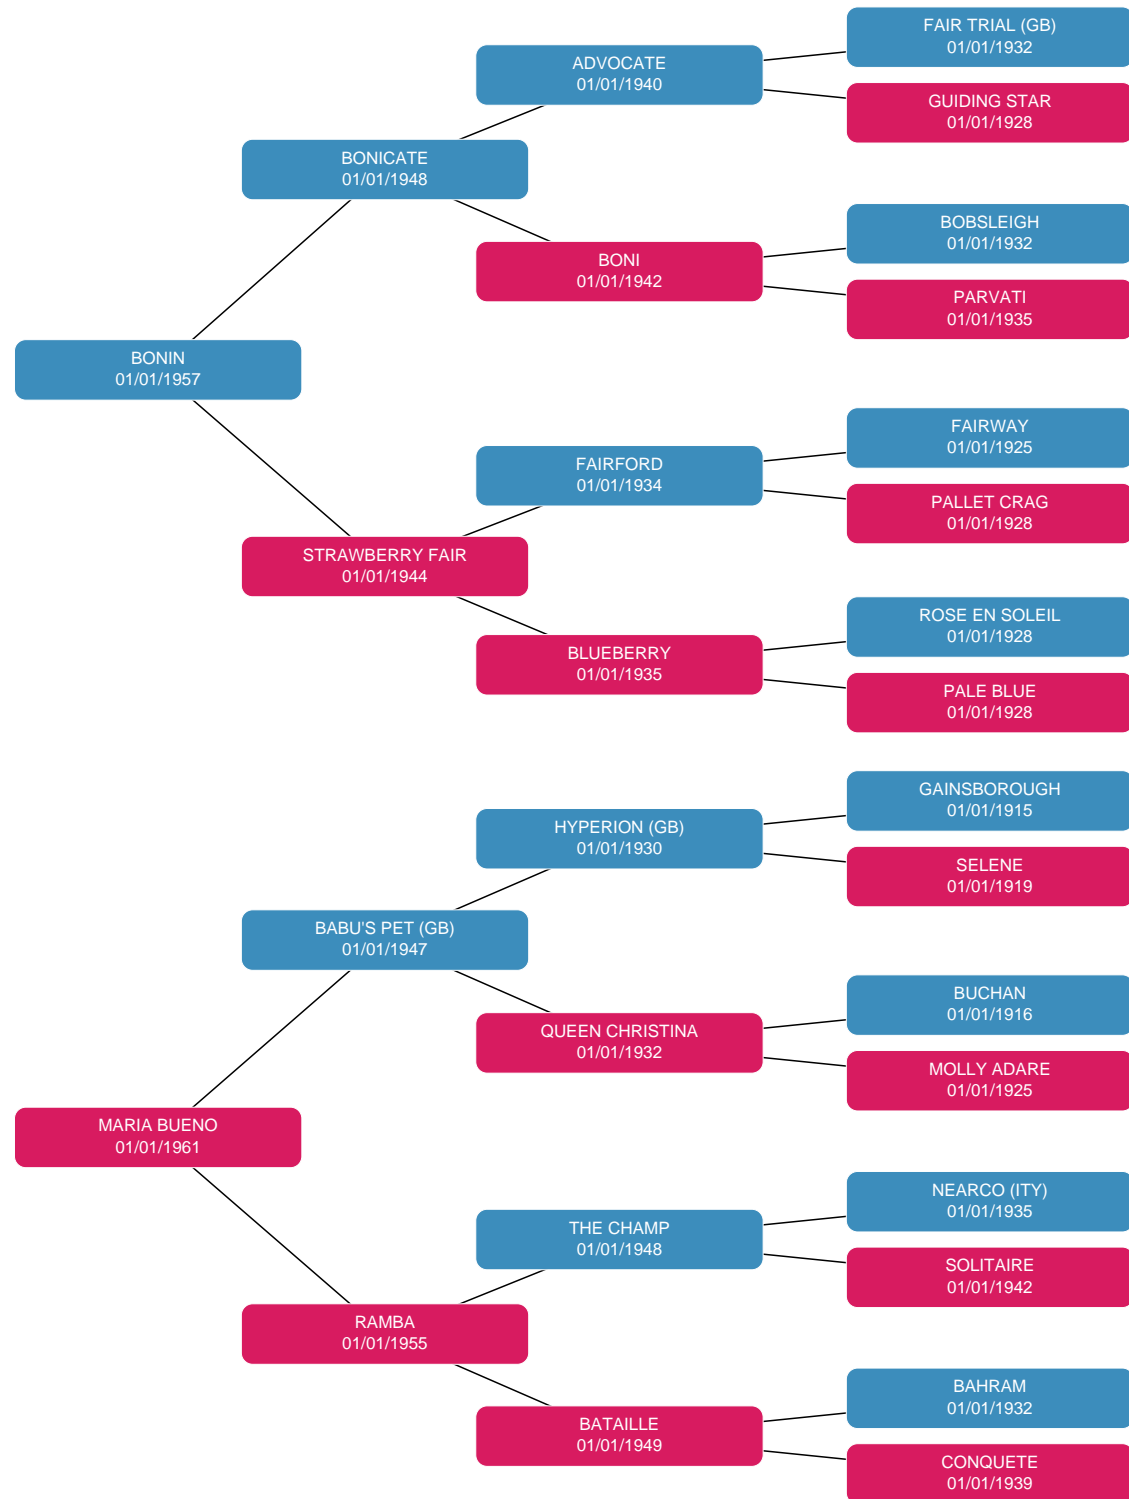 FAIR TRIAL (GB)
01/01/1932
ADVOCATE
01/01/1940
GUIDING STAR
01/01/1928
BONICATE
01/01/1948
BOBSLEIGH
01/01/1932
BONI
01/01/1942
PARVATI
01/01/1935
BONIN
01/01/1957
FAIRWAY
01/01/1925
FAIRFORD
01/01/1934
PALLET CRAG
01/01/1928
STRAWBERRY FAIR
01/01/1944
ROSE EN SOLEIL
01/01/1928
BLUEBERRY
01/01/1935
PALE BLUE
01/01/1928
GAINSBOROUGH
01/01/1915
HYPERION (GB)
01/01/1930
SELENE
01/01/1919
BABU'S PET (GB)
01/01/1947
BUCHAN
01/01/1916
QUEEN CHRISTINA
01/01/1932
MOLLY ADARE
01/01/1925
MARIA BUENO
01/01/1961
NEARCO (ITY)
01/01/1935
THE CHAMP
01/01/1948
SOLITAIRE
01/01/1942
RAMBA
01/01/1955
BAHRAM
01/01/1932
BATAILLE
01/01/1949
CONQUETE
01/01/1939